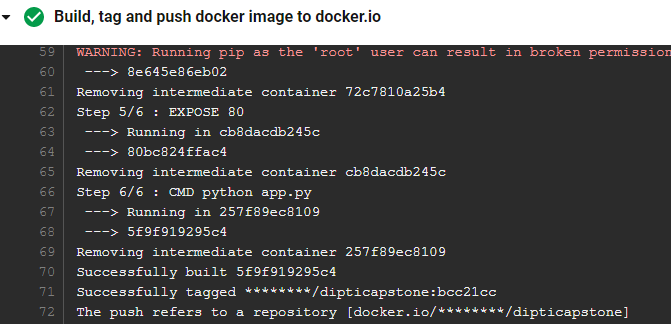 Build, tag and push docker image to docker.io
59 WARNING: Running pip as the 'root' user can result in broken permission
60 ---> 8e645e86eb02
61 Removing intermediate container 72c7810a25b4
62 Step 5/6 : EXPOSE 80
63 ---> Running in cb8dacdb245c
64 ---> 80bc824ffac4
65 Removing intermediate container cb8dacdb245c
66 Step 6/6 : CMD python app.py
67 ---> Running in 257f89ec8109
68 ---> 5f9f919295c4
69 Removing intermediate container 257f89ec8109
70 Successfully built 5f9f919295c4
71 Successfully tagged ********/dipticapstone:bcc21cc
72 The push refers to a repository [docker.io/********/dipticapstone]